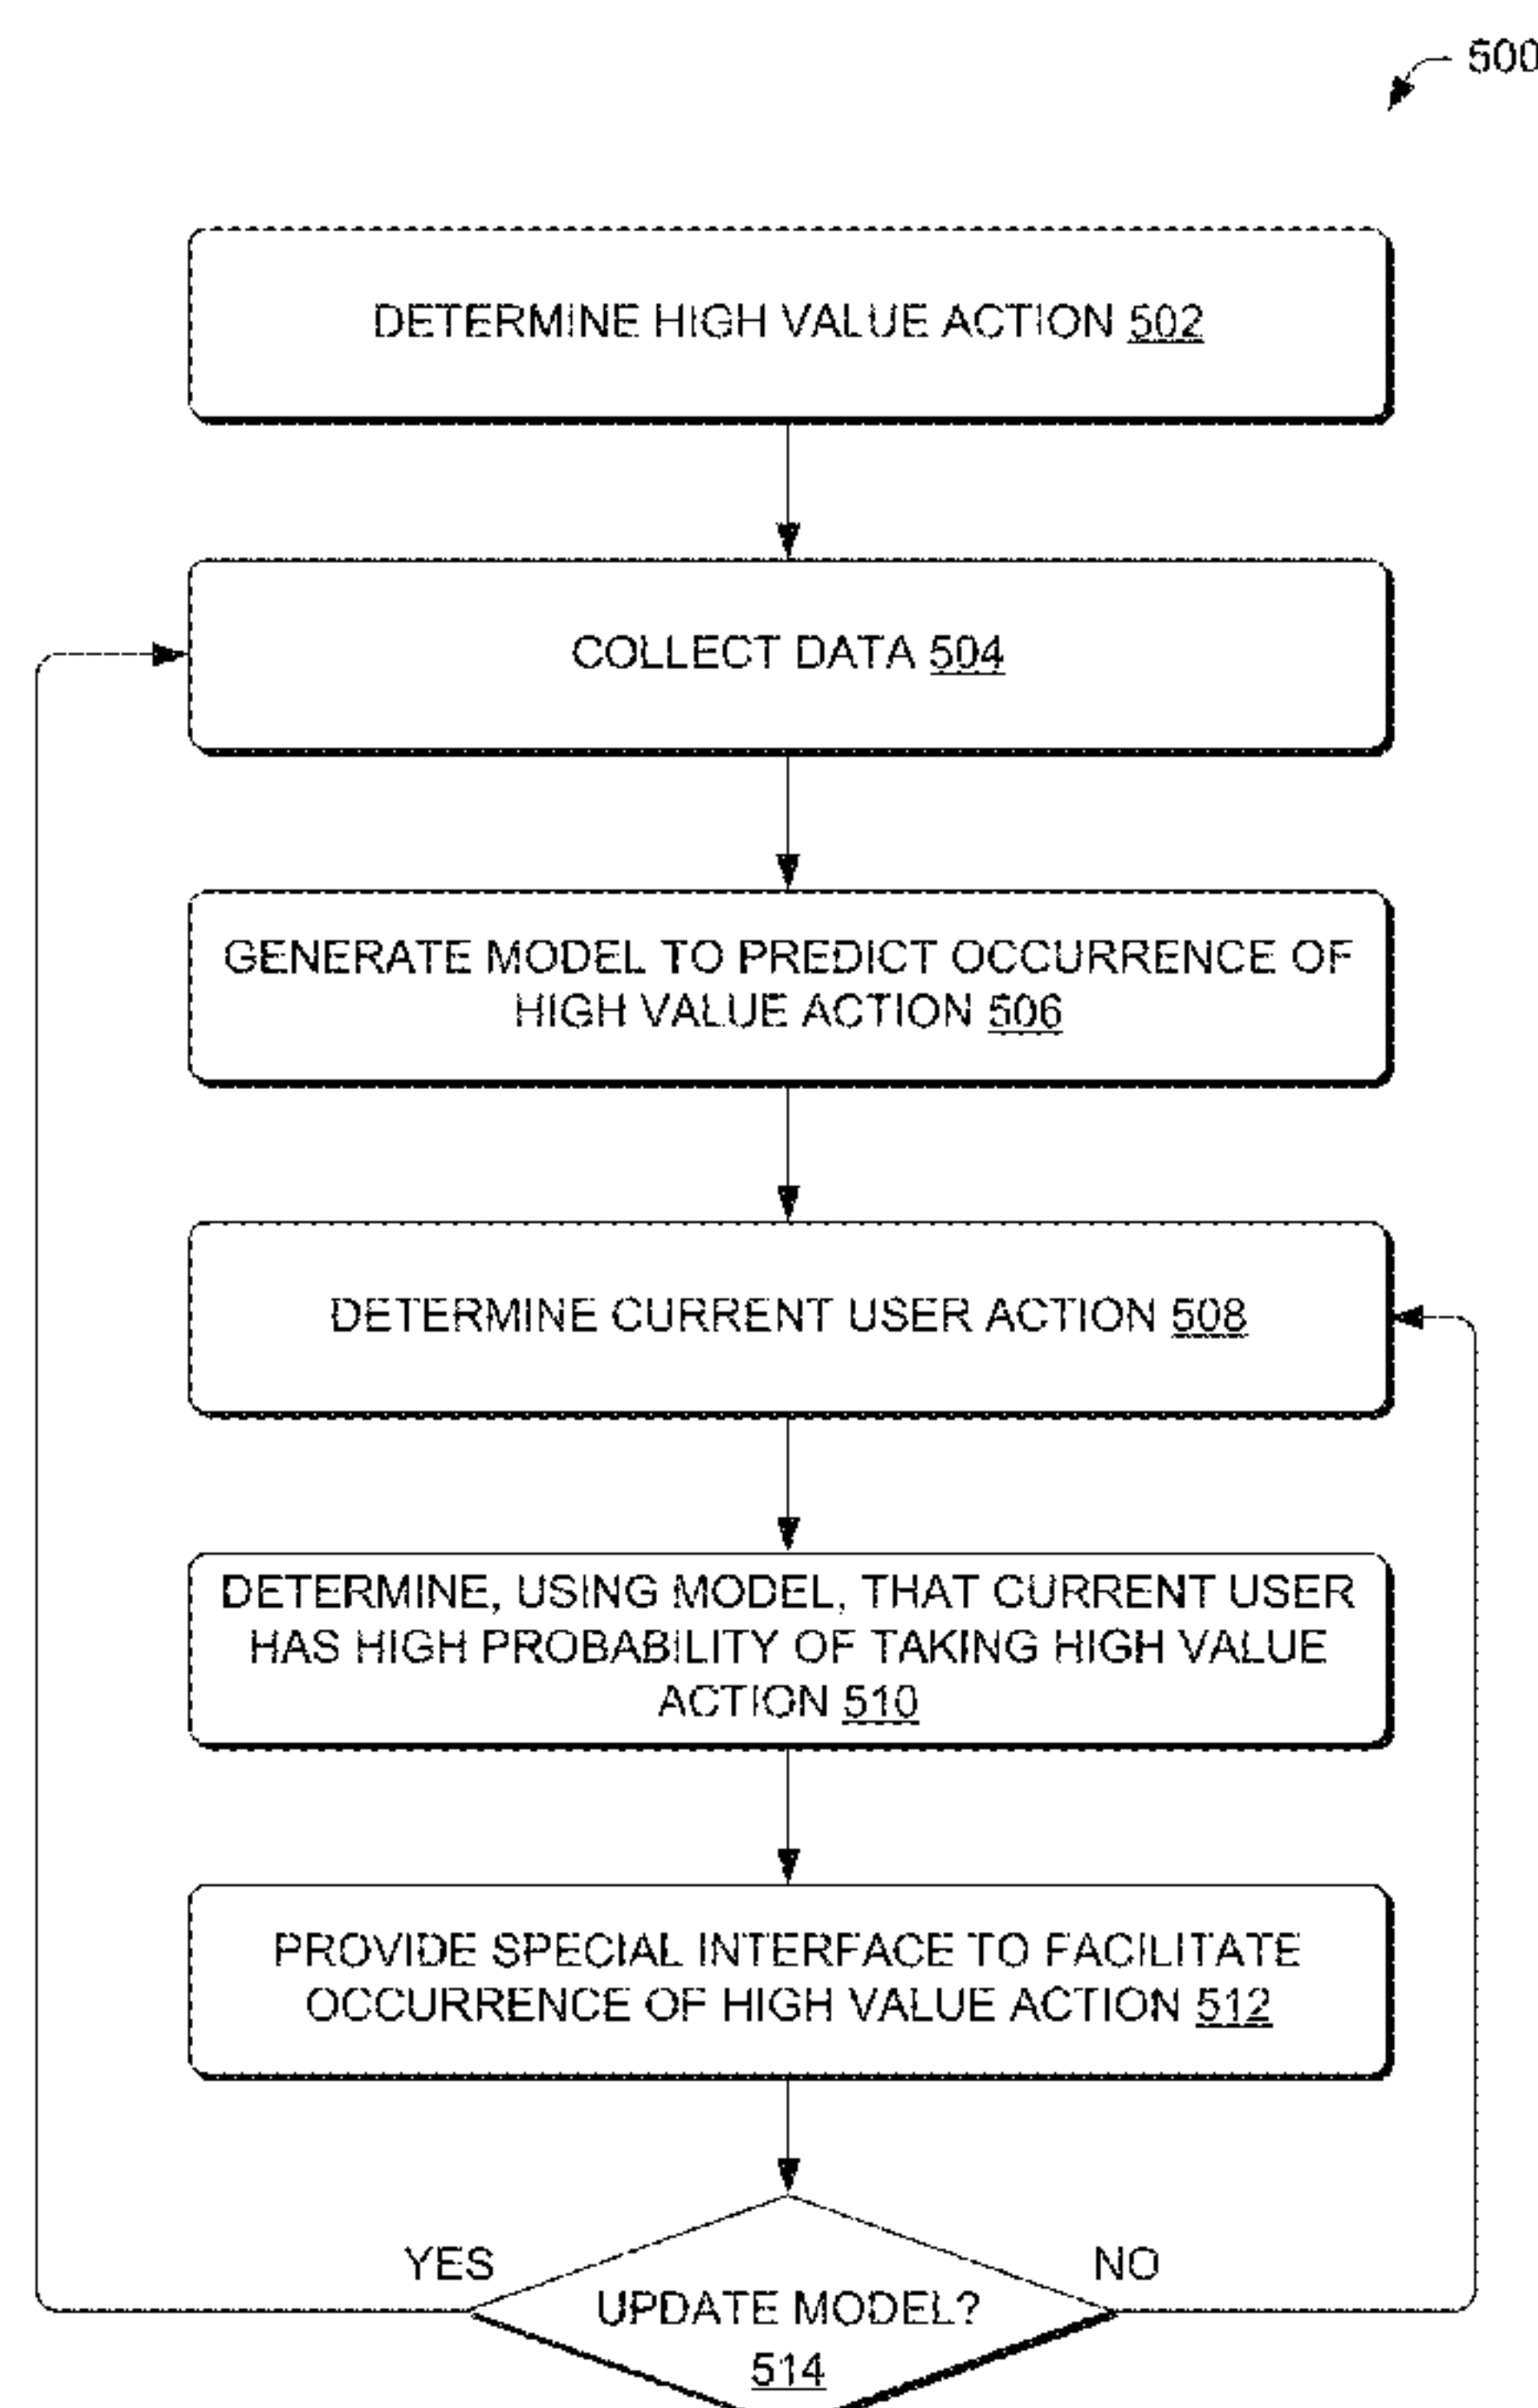 500
DETERMINE HIGH VALUE ACTION 502
COLLECT DATA 504
GENERATE MODEL TO PREDICT OCCURRENCE OF
HIGH VALUE ACTION 506
DETERMINE CURRENT USER ACTION 508
DETERMINE, USING MODEL, THAT CURRENT USER
HAS HIGH PROBABILITY OF TAKING HIGH VALUE
ACTION 510
PROVIDE SPECIAL INTERFACE TO FACILITATE
OCCURRENCE OF HIGH VALUE ACTION 512
YES
NO
UPDATE MODEL?
514